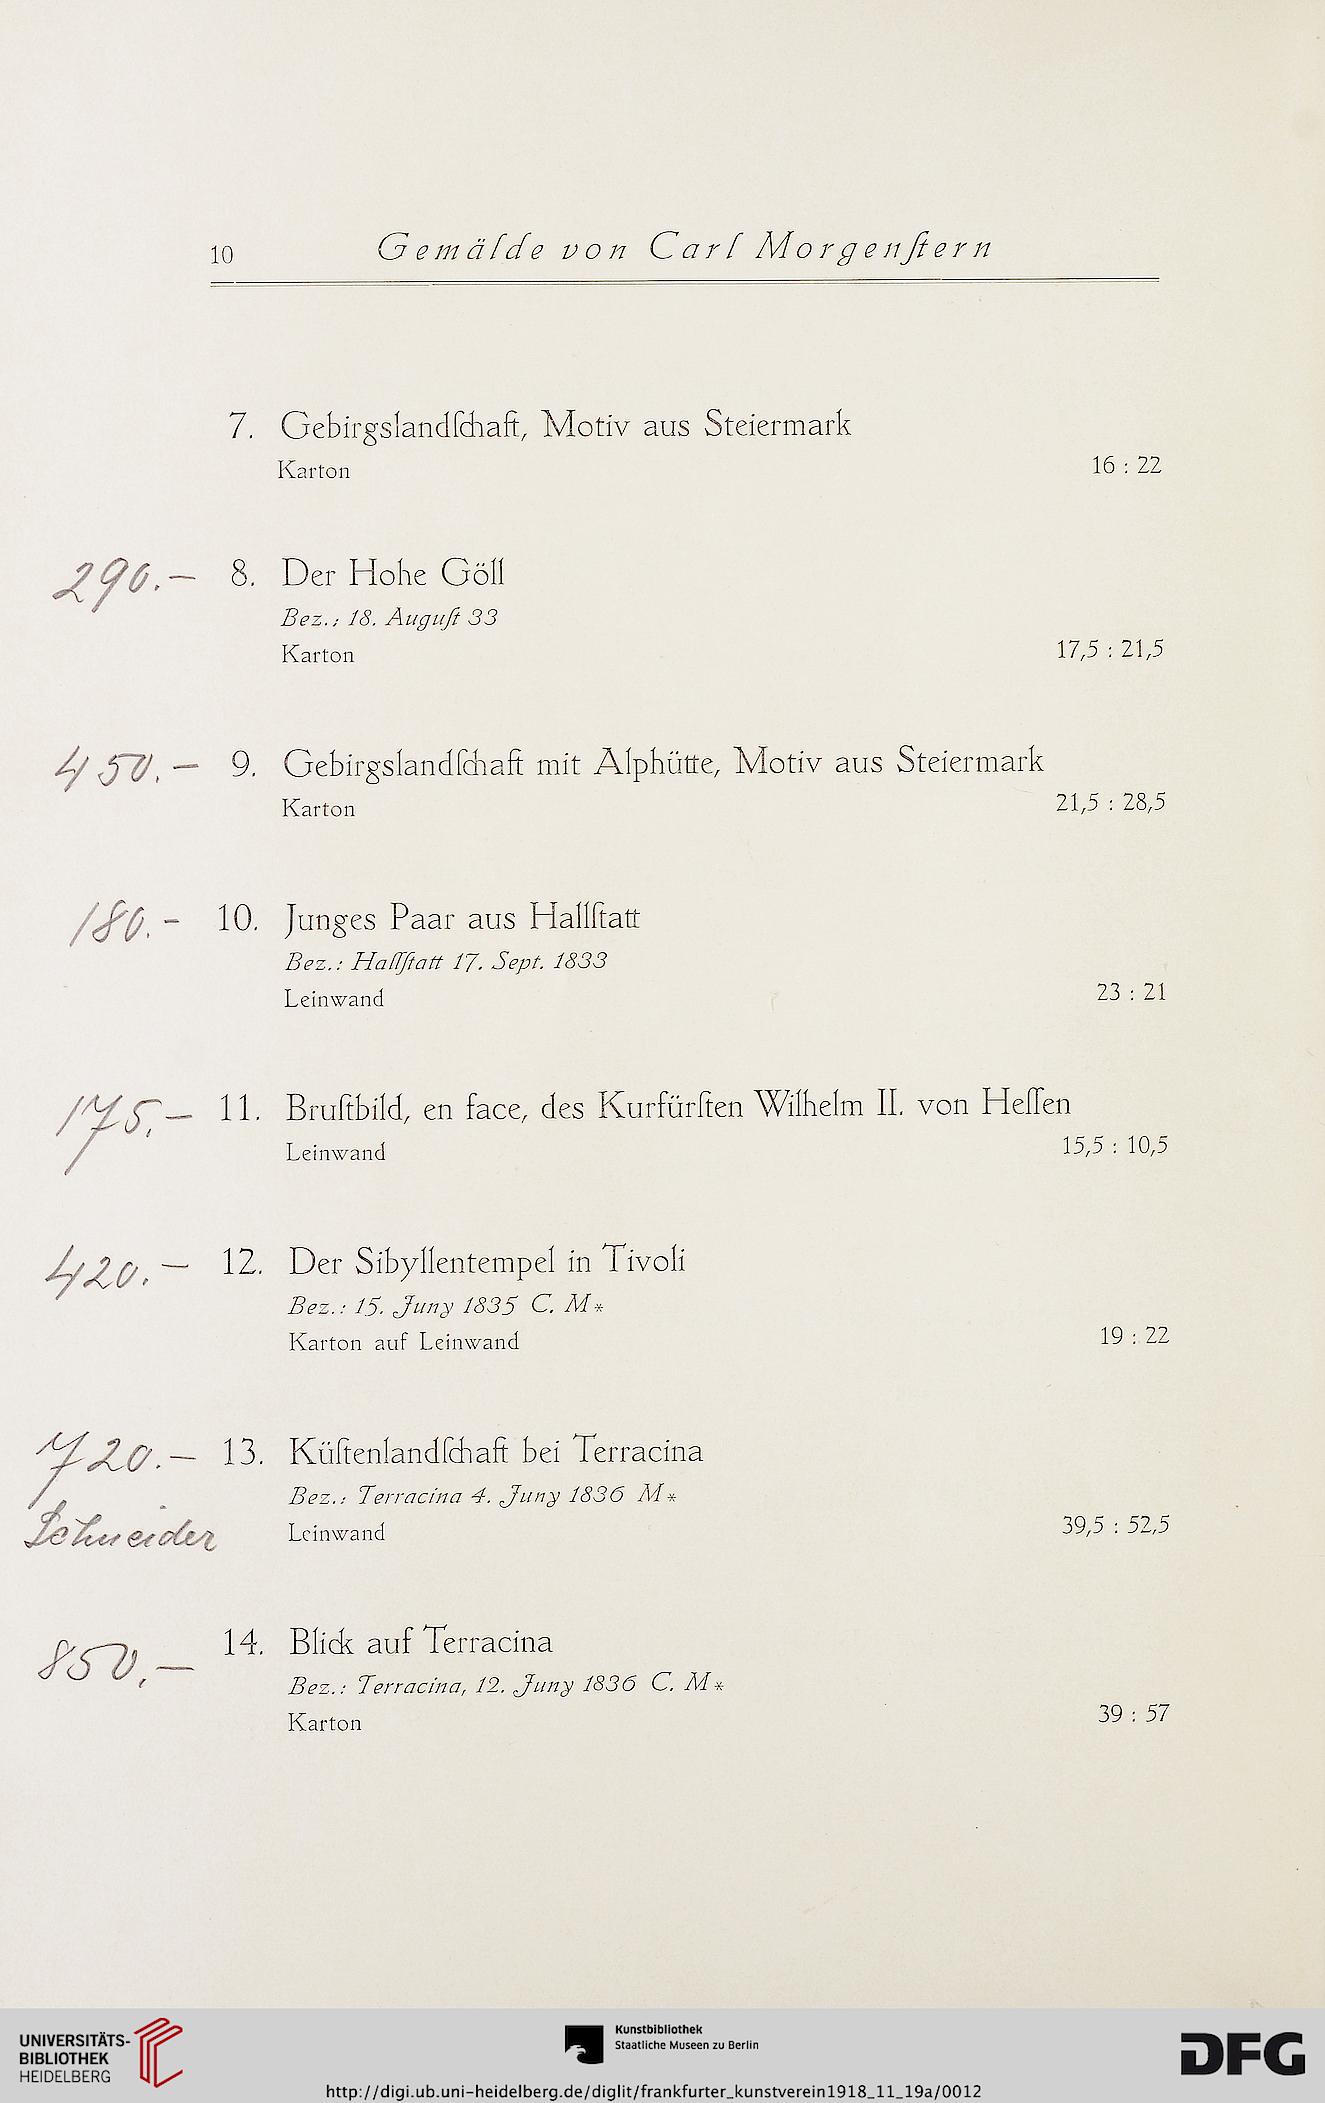 10 Gemälde von Carl Morgenſtern
7. Gebirgslandſchaft, Motiv aus Steiermark
Karton 16 : 22
290.– 8. Der Hohe Göll
Bez.: 18. Auguſt 33
Karton 17,5 : 21,5
450.– 9. Gebirgslandſchaft mit Alphütte, Motiv aus Steiermark
Karton 21,5 : 28,5
180.– 10. Junges Paar aus Hallſtatt
Bez.: Hallſtatt 17. Sept. 1833
Leinwand 23 : 21
175.– 11. Bruſtbild, en face, des Kurfürſten Wilhelm II. von Heſſen
Leinwand 15,5 : 10,5
420.– 12. Der Sibyllentempel in Tivoli
Bez.: 15. Juny 1835 C. M*
Karton auf Leinwand 19 : 22
720.– 13. Küſtenlandſchaft bei Terracina
Bez.: Terracina 4. Juny 1836 M*
Schneider Leinwand 39,5 : 52,5
850.– 14. Blick auf Terracina
Bez.: Terracina, 12. Juny 1836 C. M*
Karton 39 : 57
UNIVERSITÄTS-
BIBLIOTHEK
HEIDELBERG
Kunstbibliothek
Staatliche Museen zu Berlin
DFG
http://digi.ub.uni-heidelberg.de/diglit/frankfurter_kunstverein1918_11_19a/0012